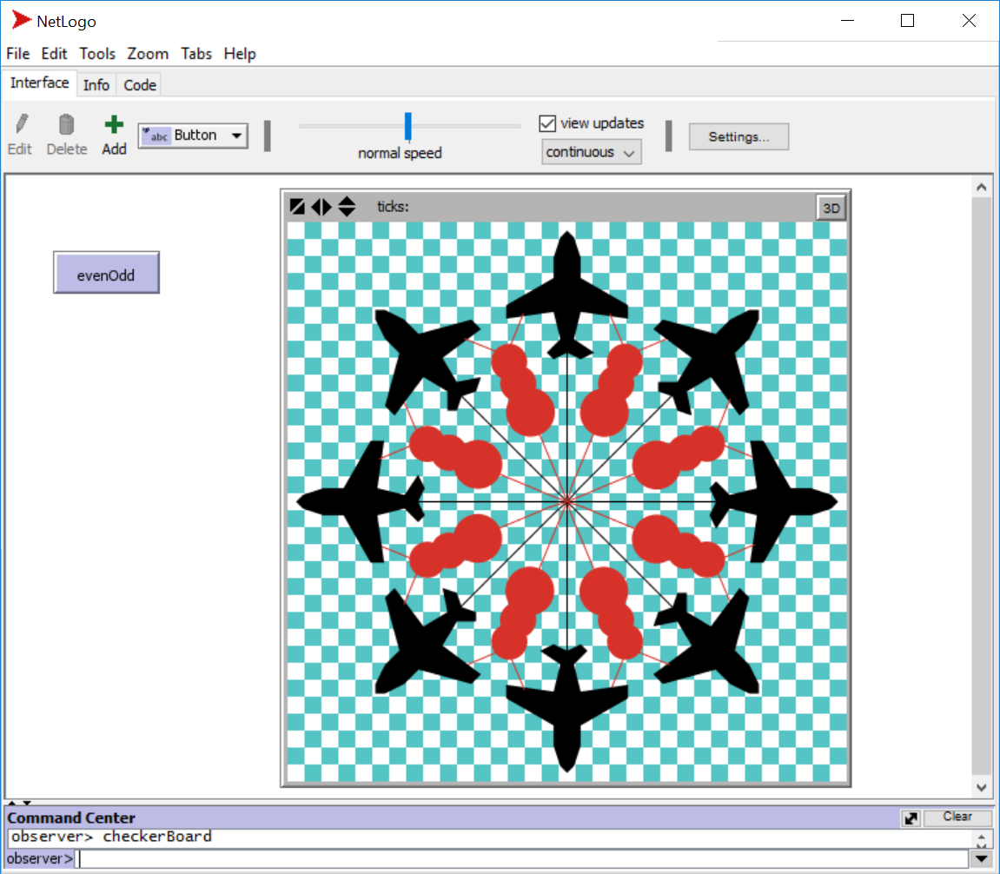 NetLogo
File Edit Tools Zoom Tabs Help
Interface Info Code
Edit Delete Add abc Button normal speed view updates continuous Settings...
ticks: 3D
evenOdd
Command Center Clear
observer> checkerBoard
observer>